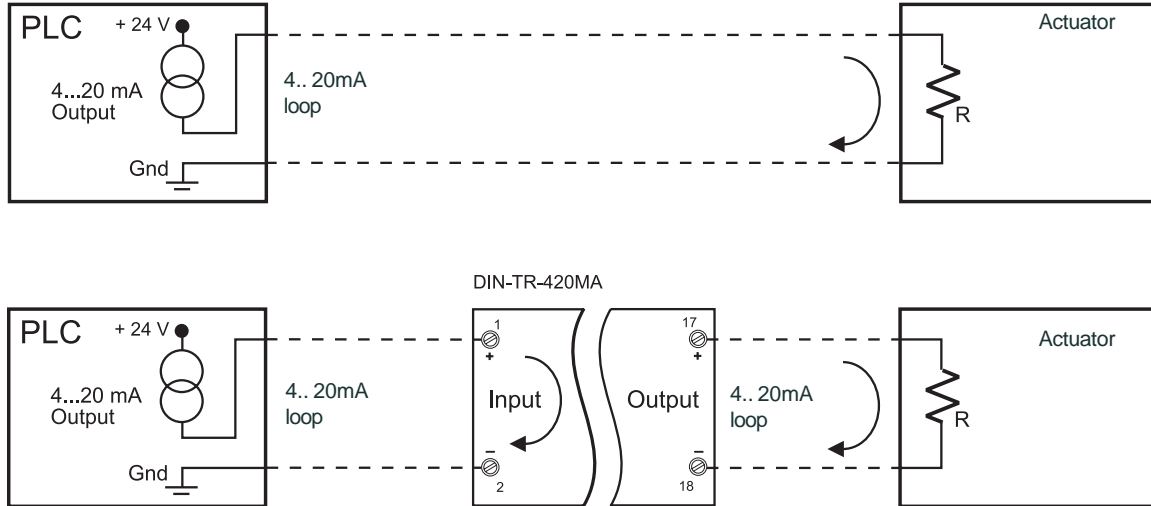 PLC
+ 24 V
4...20 mA
Output
Gnd
4.. 20mA
loop
R
Actuator
DIN-TR-420MA
PLC
+ 24 V
4...20 mA
Output
Gnd
4.. 20mA
loop
1
+
Input
–
2
17
+
Output
–
18
4.. 20mA
loop
R
Actuator